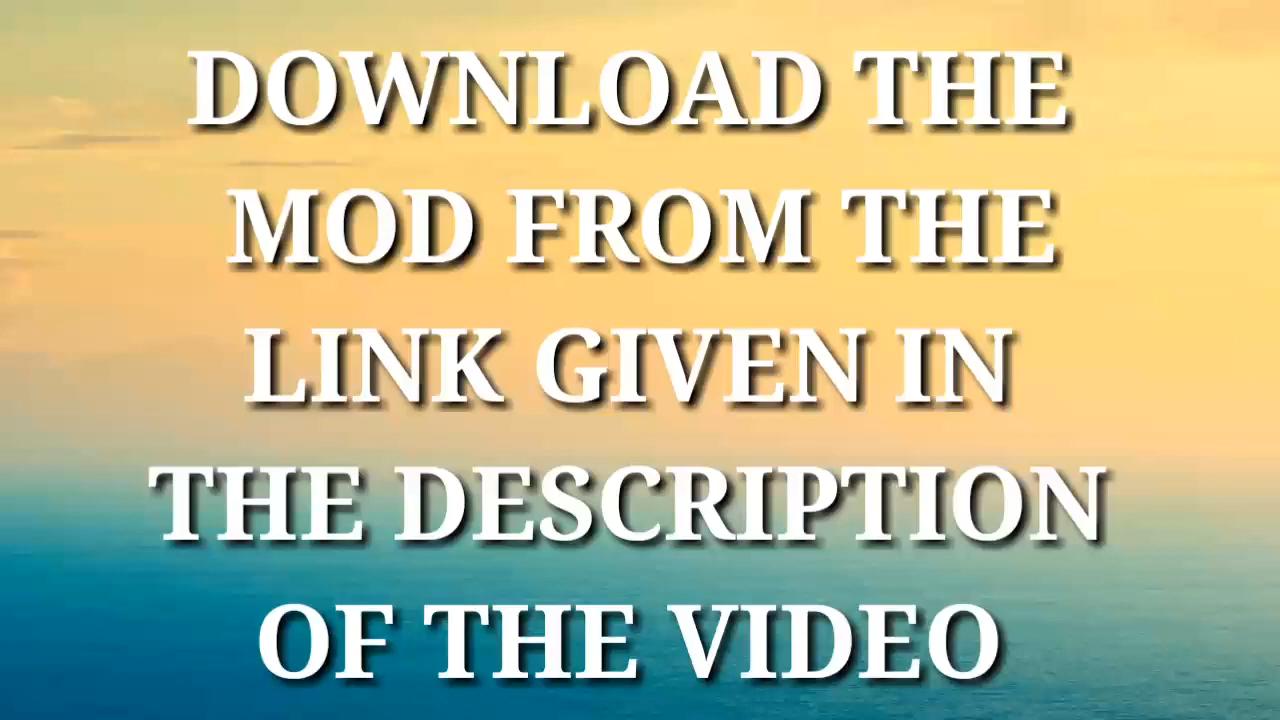 DOWNLOAD THE
MOD FROM THE
LINK GIVEN IN
THE DESCRIPTION
OF THE VIDEO